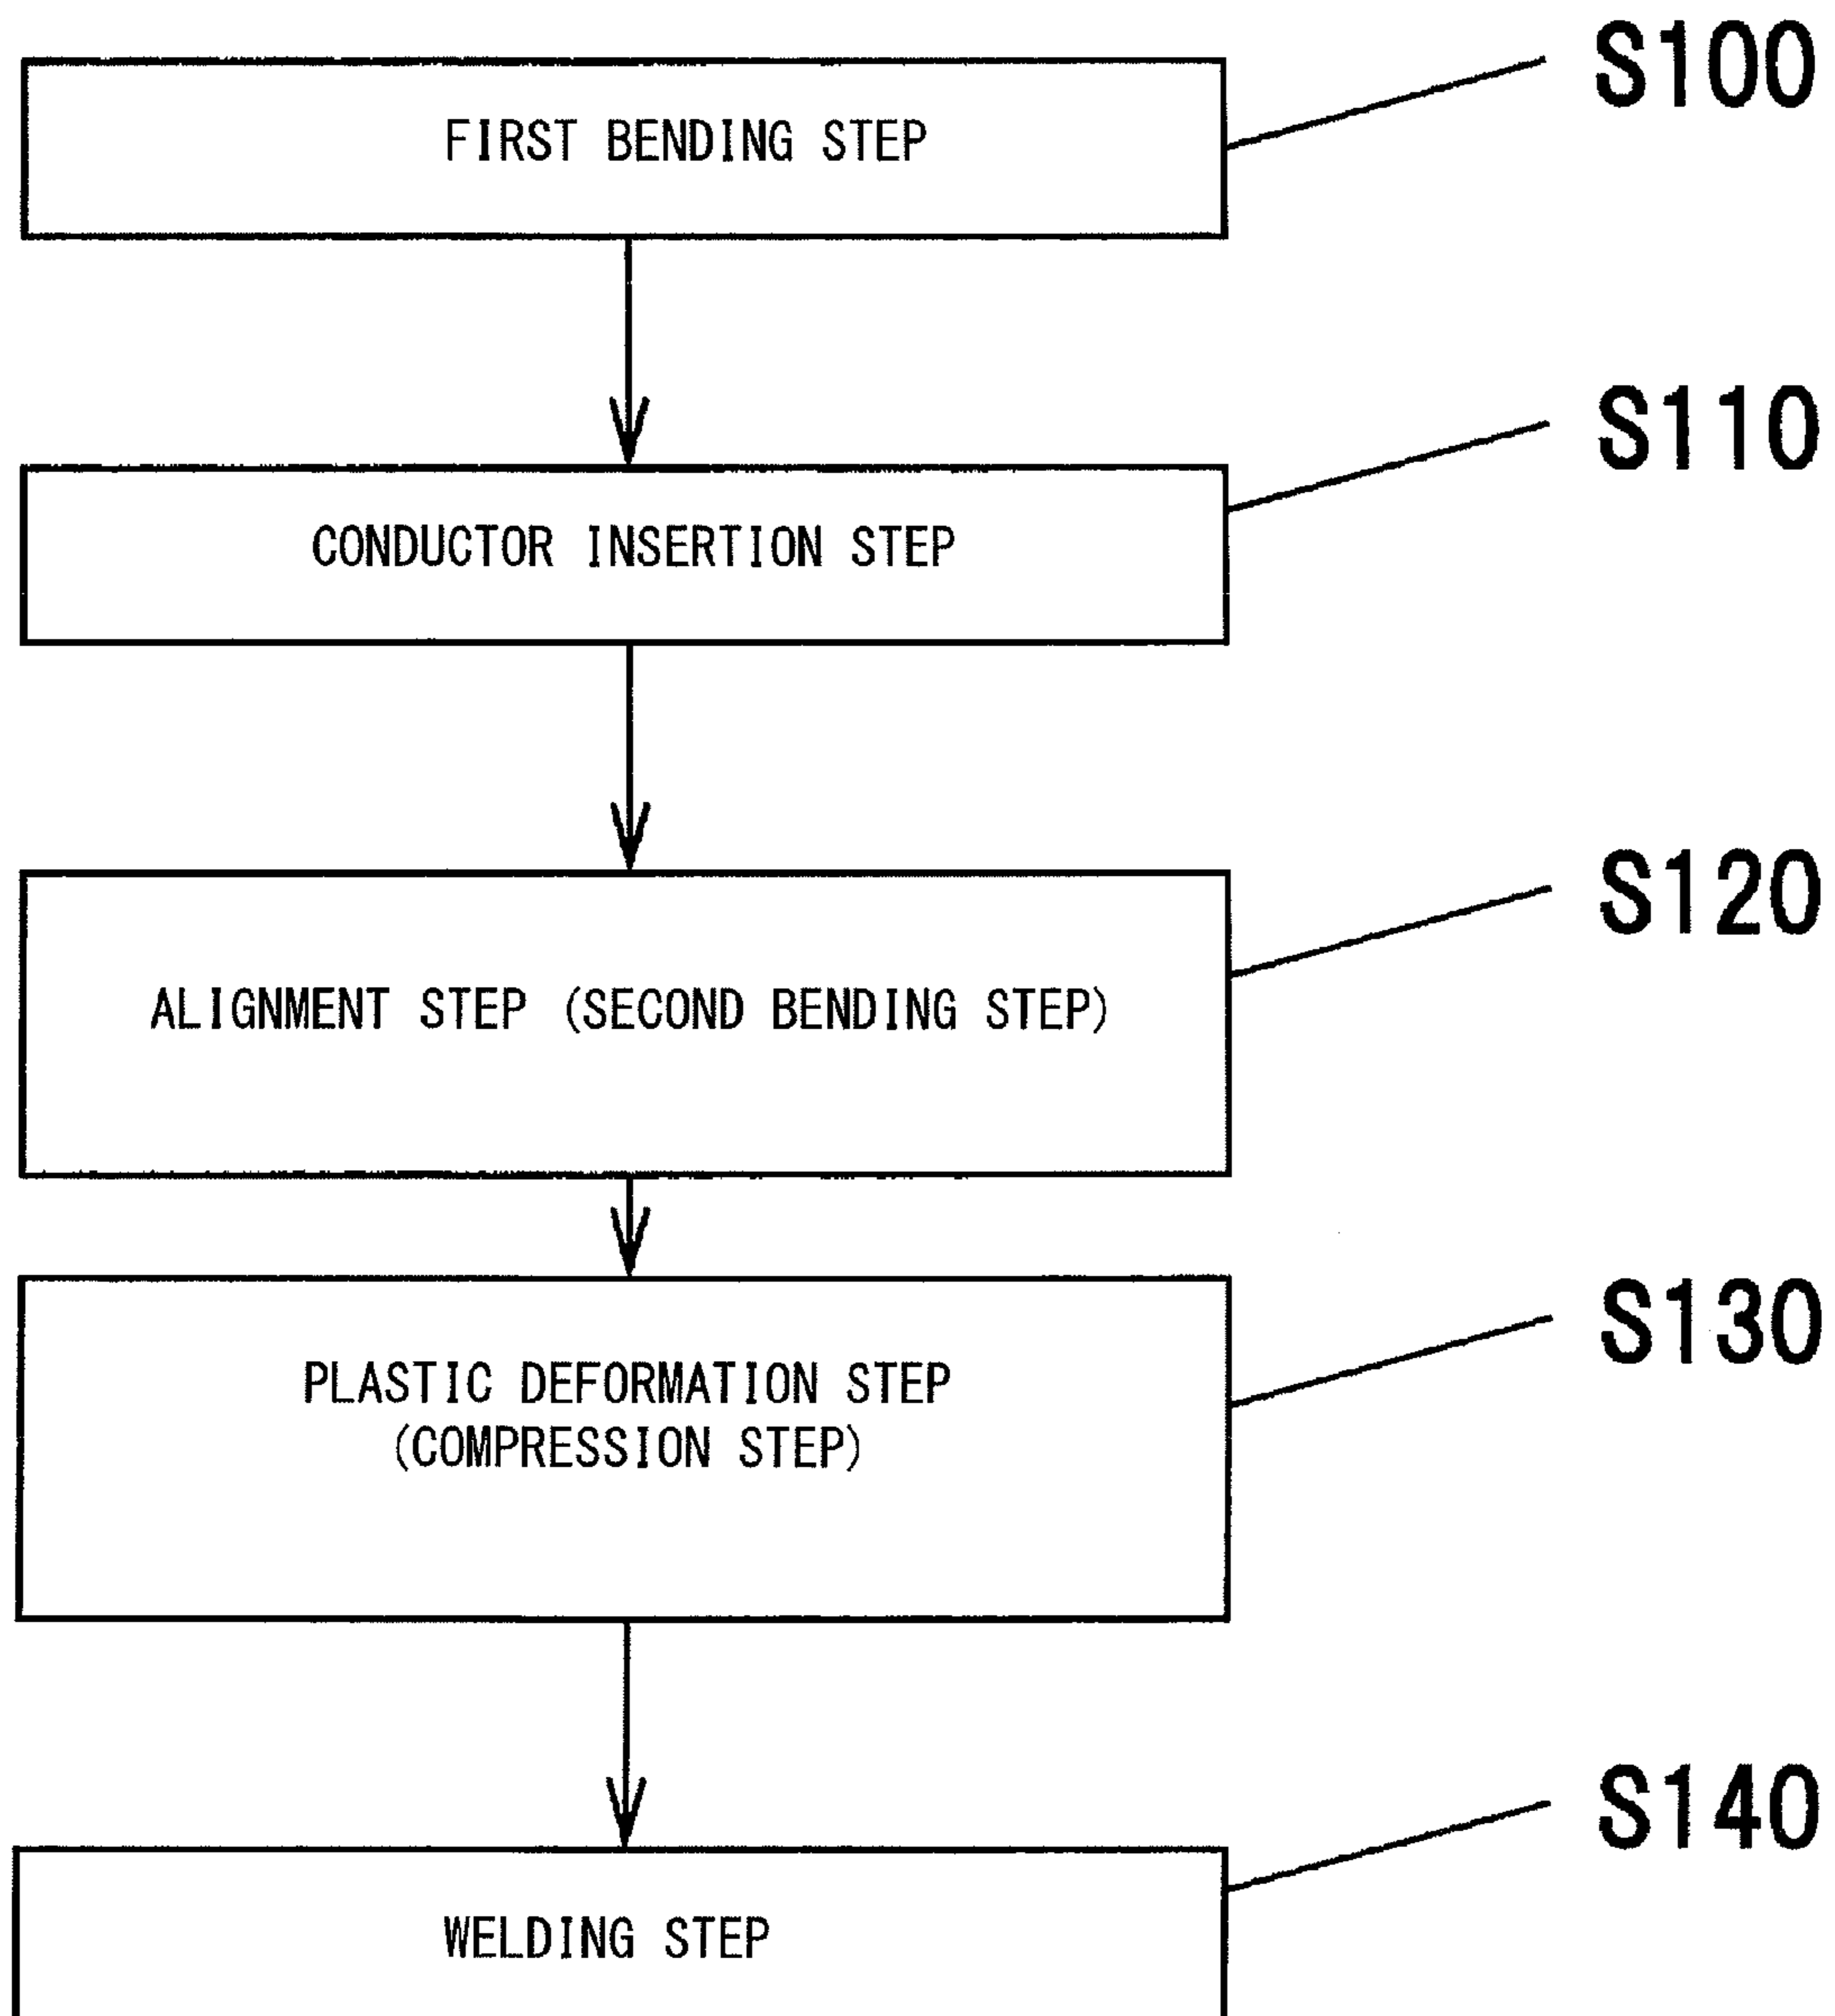 S100
FIRST BENDING STEP
S110
CONDUCTOR INSERTION STEP
S120
ALIGNMENT STEP (SECOND BENDING STEP)
S130
PLASTIC DEFORMATION STEP
(COMPRESSION STEP)
S140
WELDING STEP